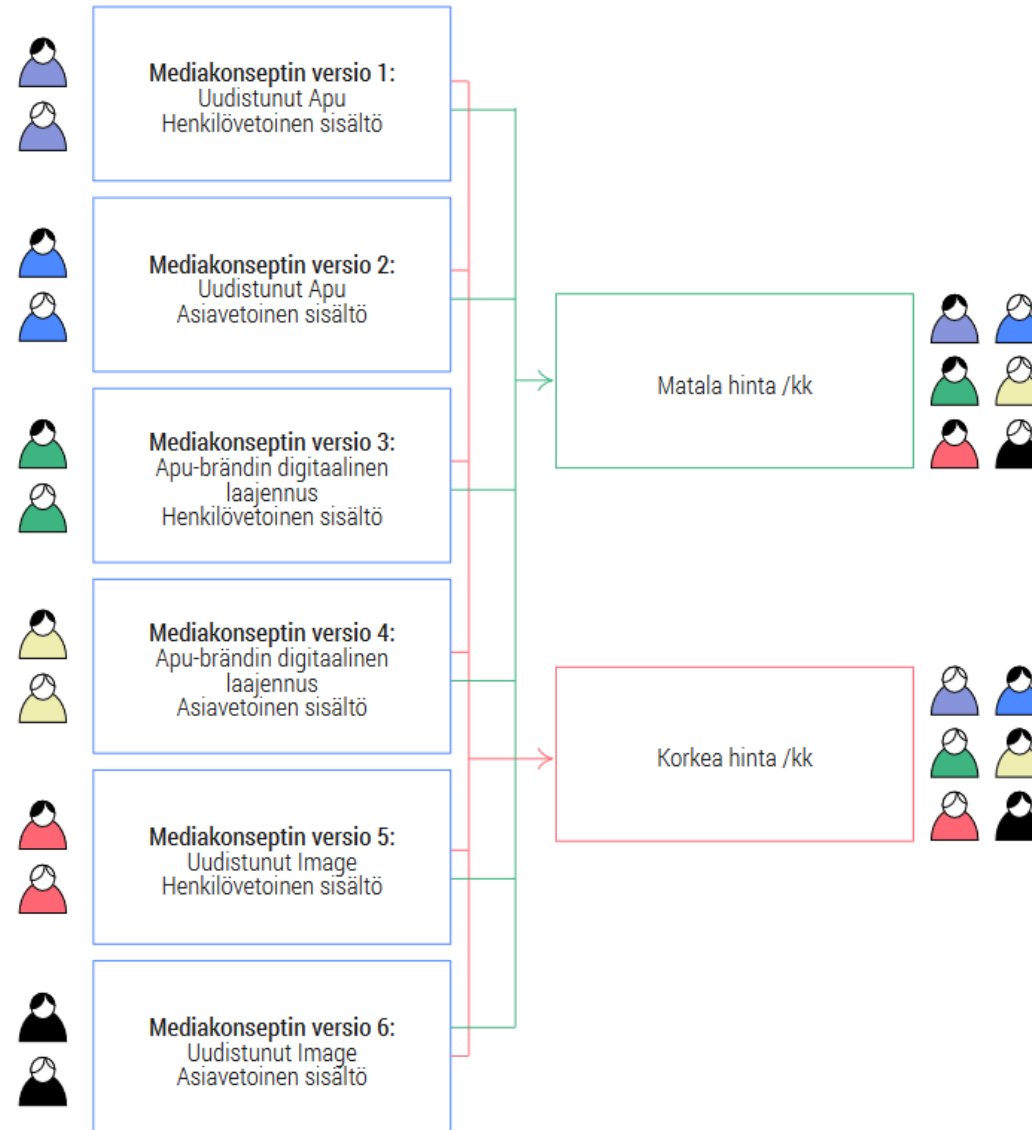 Mediakonseptin versio 1:
Uudistunut Apu
Henkilövetoinen sisältö
Mediakonseptin versio 2:
Uudistunut Apu
Asiavetoinen sisältö
Mediakonseptin versio 3:
Apu-brändin digitaalinen
laajennus
Henkilövetoinen sisältö
Mediakonseptin versio 4:
Apu-brändin digitaalinen
laajennus
Asiavetoinen sisältö
Mediakonseptin versio 5:
Uudistunut Image
Henkilövetoinen sisältö
Mediakonseptin versio 6:
Uudistunut Image
Asiavetoinen sisältö
Matala hinta /kk
Korkea hinta /kk